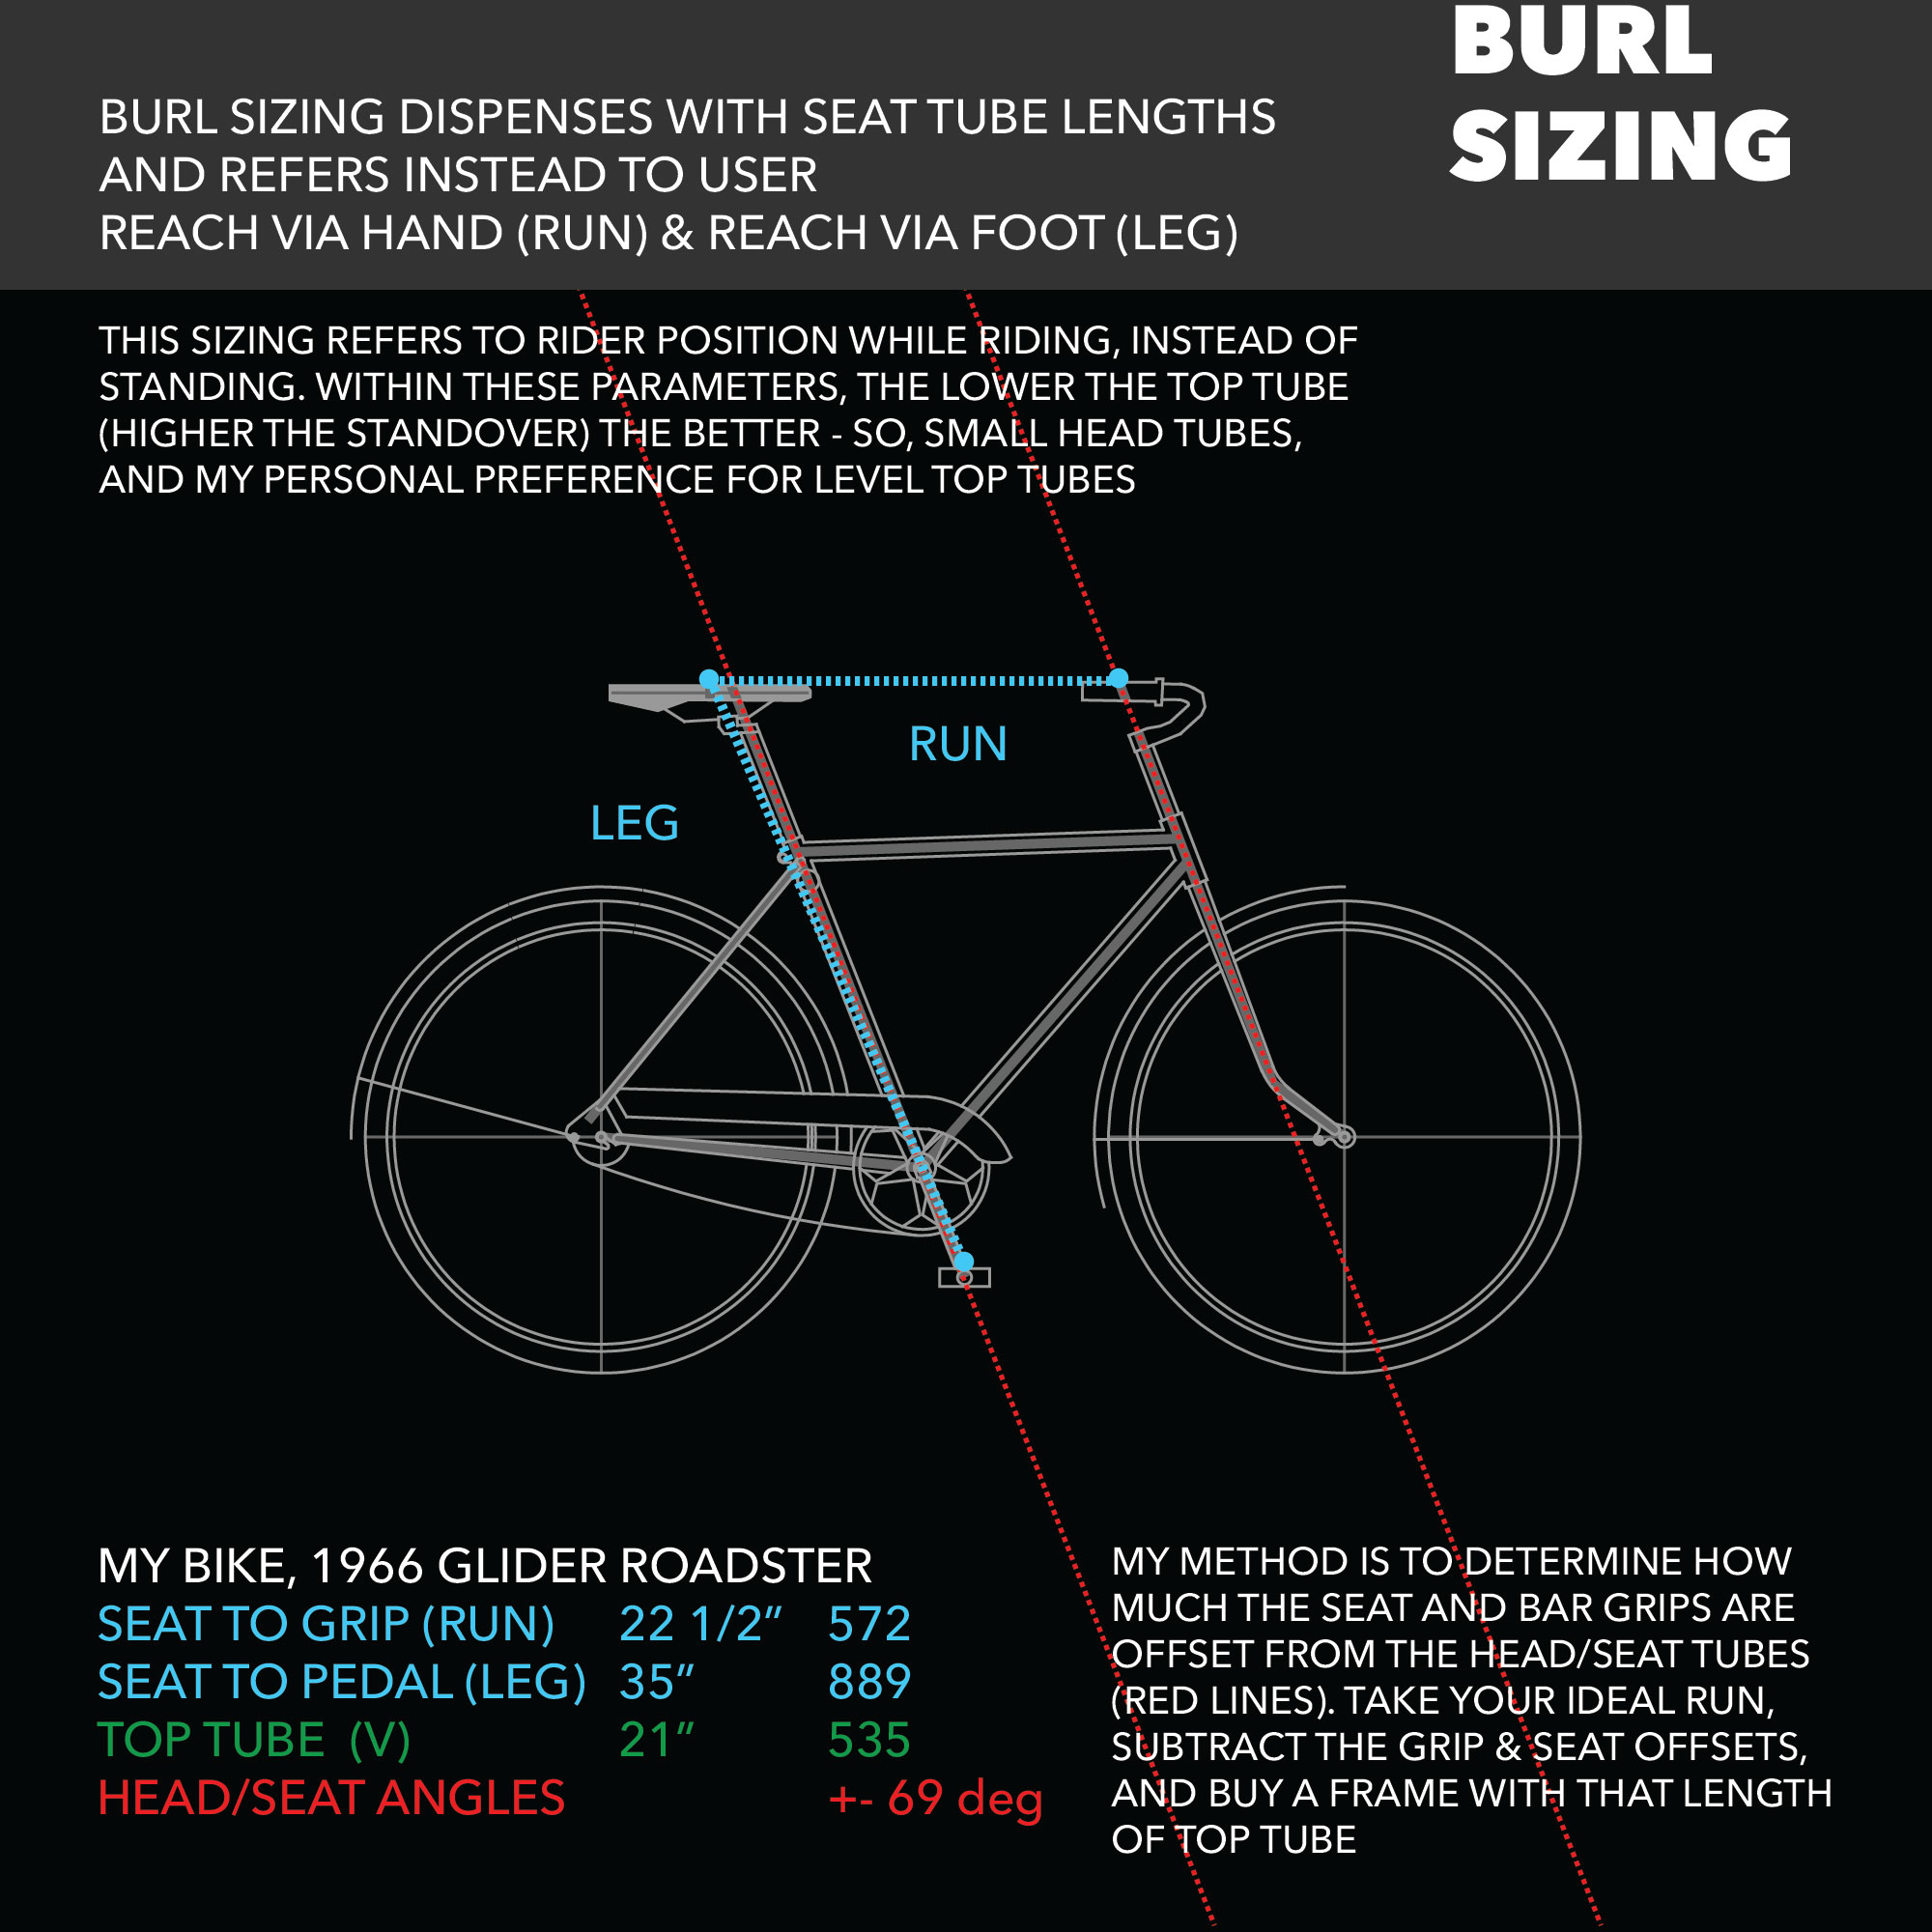 BURL
SIZING
BURL SIZING DISPENSES WITH SEAT TUBE LENGTHS
AND REFERS INSTEAD TO USER
REACH VIA HAND (RUN) & REACH VIA FOOT (LEG)
THIS SIZING REFERS TO RIDER POSITION WHILE RIDING, INSTEAD OF
STANDING. WITHIN THESE PARAMETERS, THE LOWER THE TOP TUBE
(HIGHER THE STANDOVER) THE BETTER - SO, SMALL HEAD TUBES,
AND MY PERSONAL PREFERENCE FOR LEVEL TOP TUBES
RUN
LEG
MY BIKE, 1966 GLIDER ROADSTER
SEAT TO GRIP (RUN) 22 1/2” 572
SEAT TO PEDAL (LEG) 35” 889
TOP TUBE (V) 21” 535
HEAD/SEAT ANGLES +- 69 deg
MY METHOD IS TO DETERMINE HOW
MUCH THE SEAT AND BAR GRIPS ARE
OFFSET FROM THE HEAD/SEAT TUBES
(RED LINES). TAKE YOUR IDEAL RUN,
SUBTRACT THE GRIP & SEAT OFFSETS,
AND BUY A FRAME WITH THAT LENGTH
OF TOP TUBE